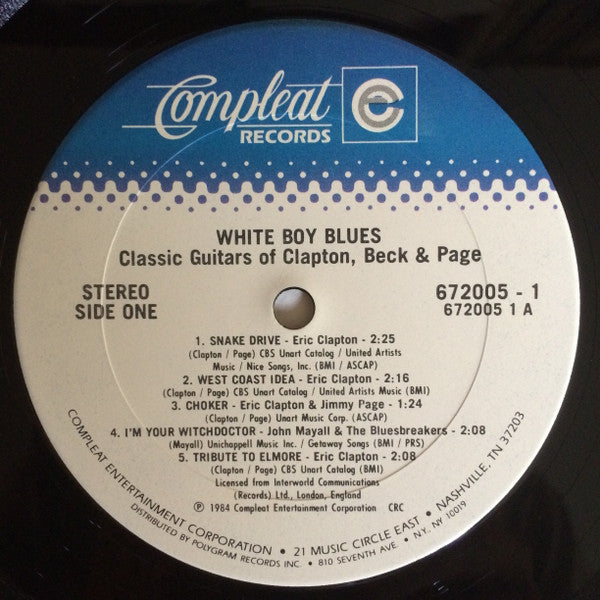 Compleat
RECORDS
WHITE BOY BLUES
Classic Guitars of Clapton, Beck & Page
STEREO
SIDE ONE
672005 - 1
672005 1 A
1. SNAKE DRIVE - Eric Clapton - 2:25
(Clapton / Page) CBS Unart Catalog / United Artists
Music / Nice Songs, Inc. (BMI / ASCAP)
2. WEST COAST IDEA - Eric Clapton - 2:16
(Clapton / Page) CBS Unart Catalog / United Artists Music (BMI)
3. CHOKER - Eric Clapton & Jimmy Page - 1:24
(Clapton / Page) Unart Music Corp. (ASCAP)
4. I'M YOUR WITCHDOCTOR - John Mayall & The Bluesbreakers - 2:08
(Mayall) Unichappell Music Inc. / Getaway Songs (BMI / PRS)
5. TRIBUTE TO ELMORE - Eric Clapton - 2:08
(Clapton / Page) CBS Unart Catalog (BMI)
Licensed from Interworld Communications
(Records) Ltd., London, England
℗ 1984 Compleat Entertainment Corporation CRC
COMPLEAT ENTERTAINMENT CORPORATION • 21 MUSIC CIRCLE EAST • NASHVILLE, TN 37203
DISTRIBUTED BY POLYGRAM RECORDS INC. • 810 SEVENTH AVE. • N.Y. NY 10019